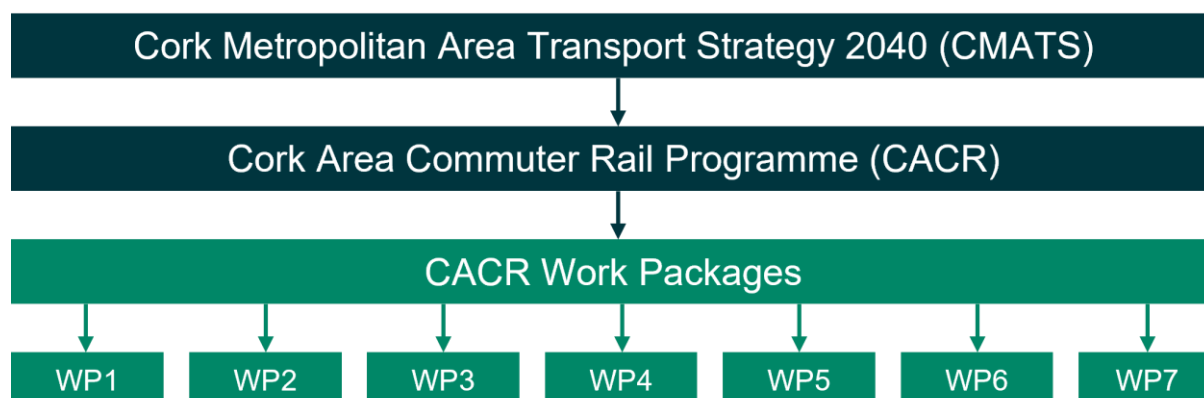 Cork Metropolitan Area Transport Strategy 2040 (CMATS)
Cork Area Commuter Rail Programme (CACR)
CACR Work Packages
WP1 WP2 WP3 WP4 WP5 WP6 WP7